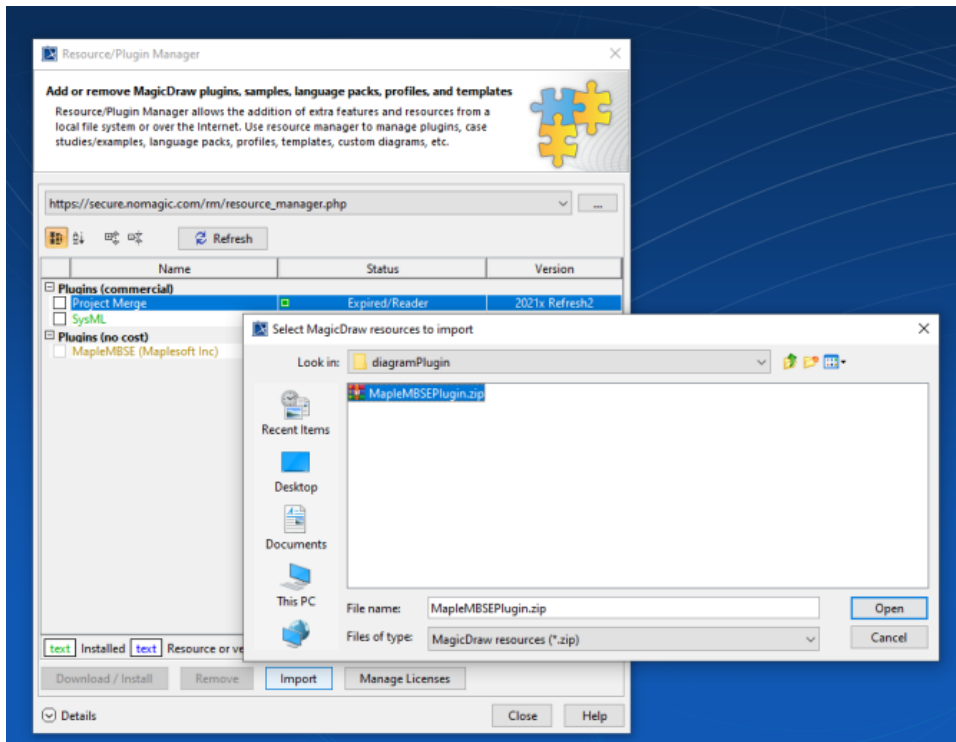 Resource/Plugin Manager
Add or remove MagicDraw plugins, samples, language packs, profiles, and templates
Resource/Plugin Manager allows the addition of extra features and resources from a
local file system or over the Internet. Use resource manager to manage plugins, case
studies/examples, language packs, profiles, templates, custom diagrams, etc.
https://secure.nomagic.com/rm/resource_manager.php
...
Refresh
Name Status Version
Plugins (commercial)
Project Merge Expired/Reader 2021x Refresh2
SysML
Plugins (no cost)
MapleMBSE (Maplesoft Inc)
Select MagicDraw resources to import
Look in: diagramPlugin
MapleMBSEPlugin.zip
Recent Items
Desktop
Documents
This PC
File name: MapleMBSEPlugin.zip Open
Files of type: MagicDraw resources (*.zip) Cancel
text Installed text Resource or
Download / Install Remove Import Manage Licenses
Details Close Help